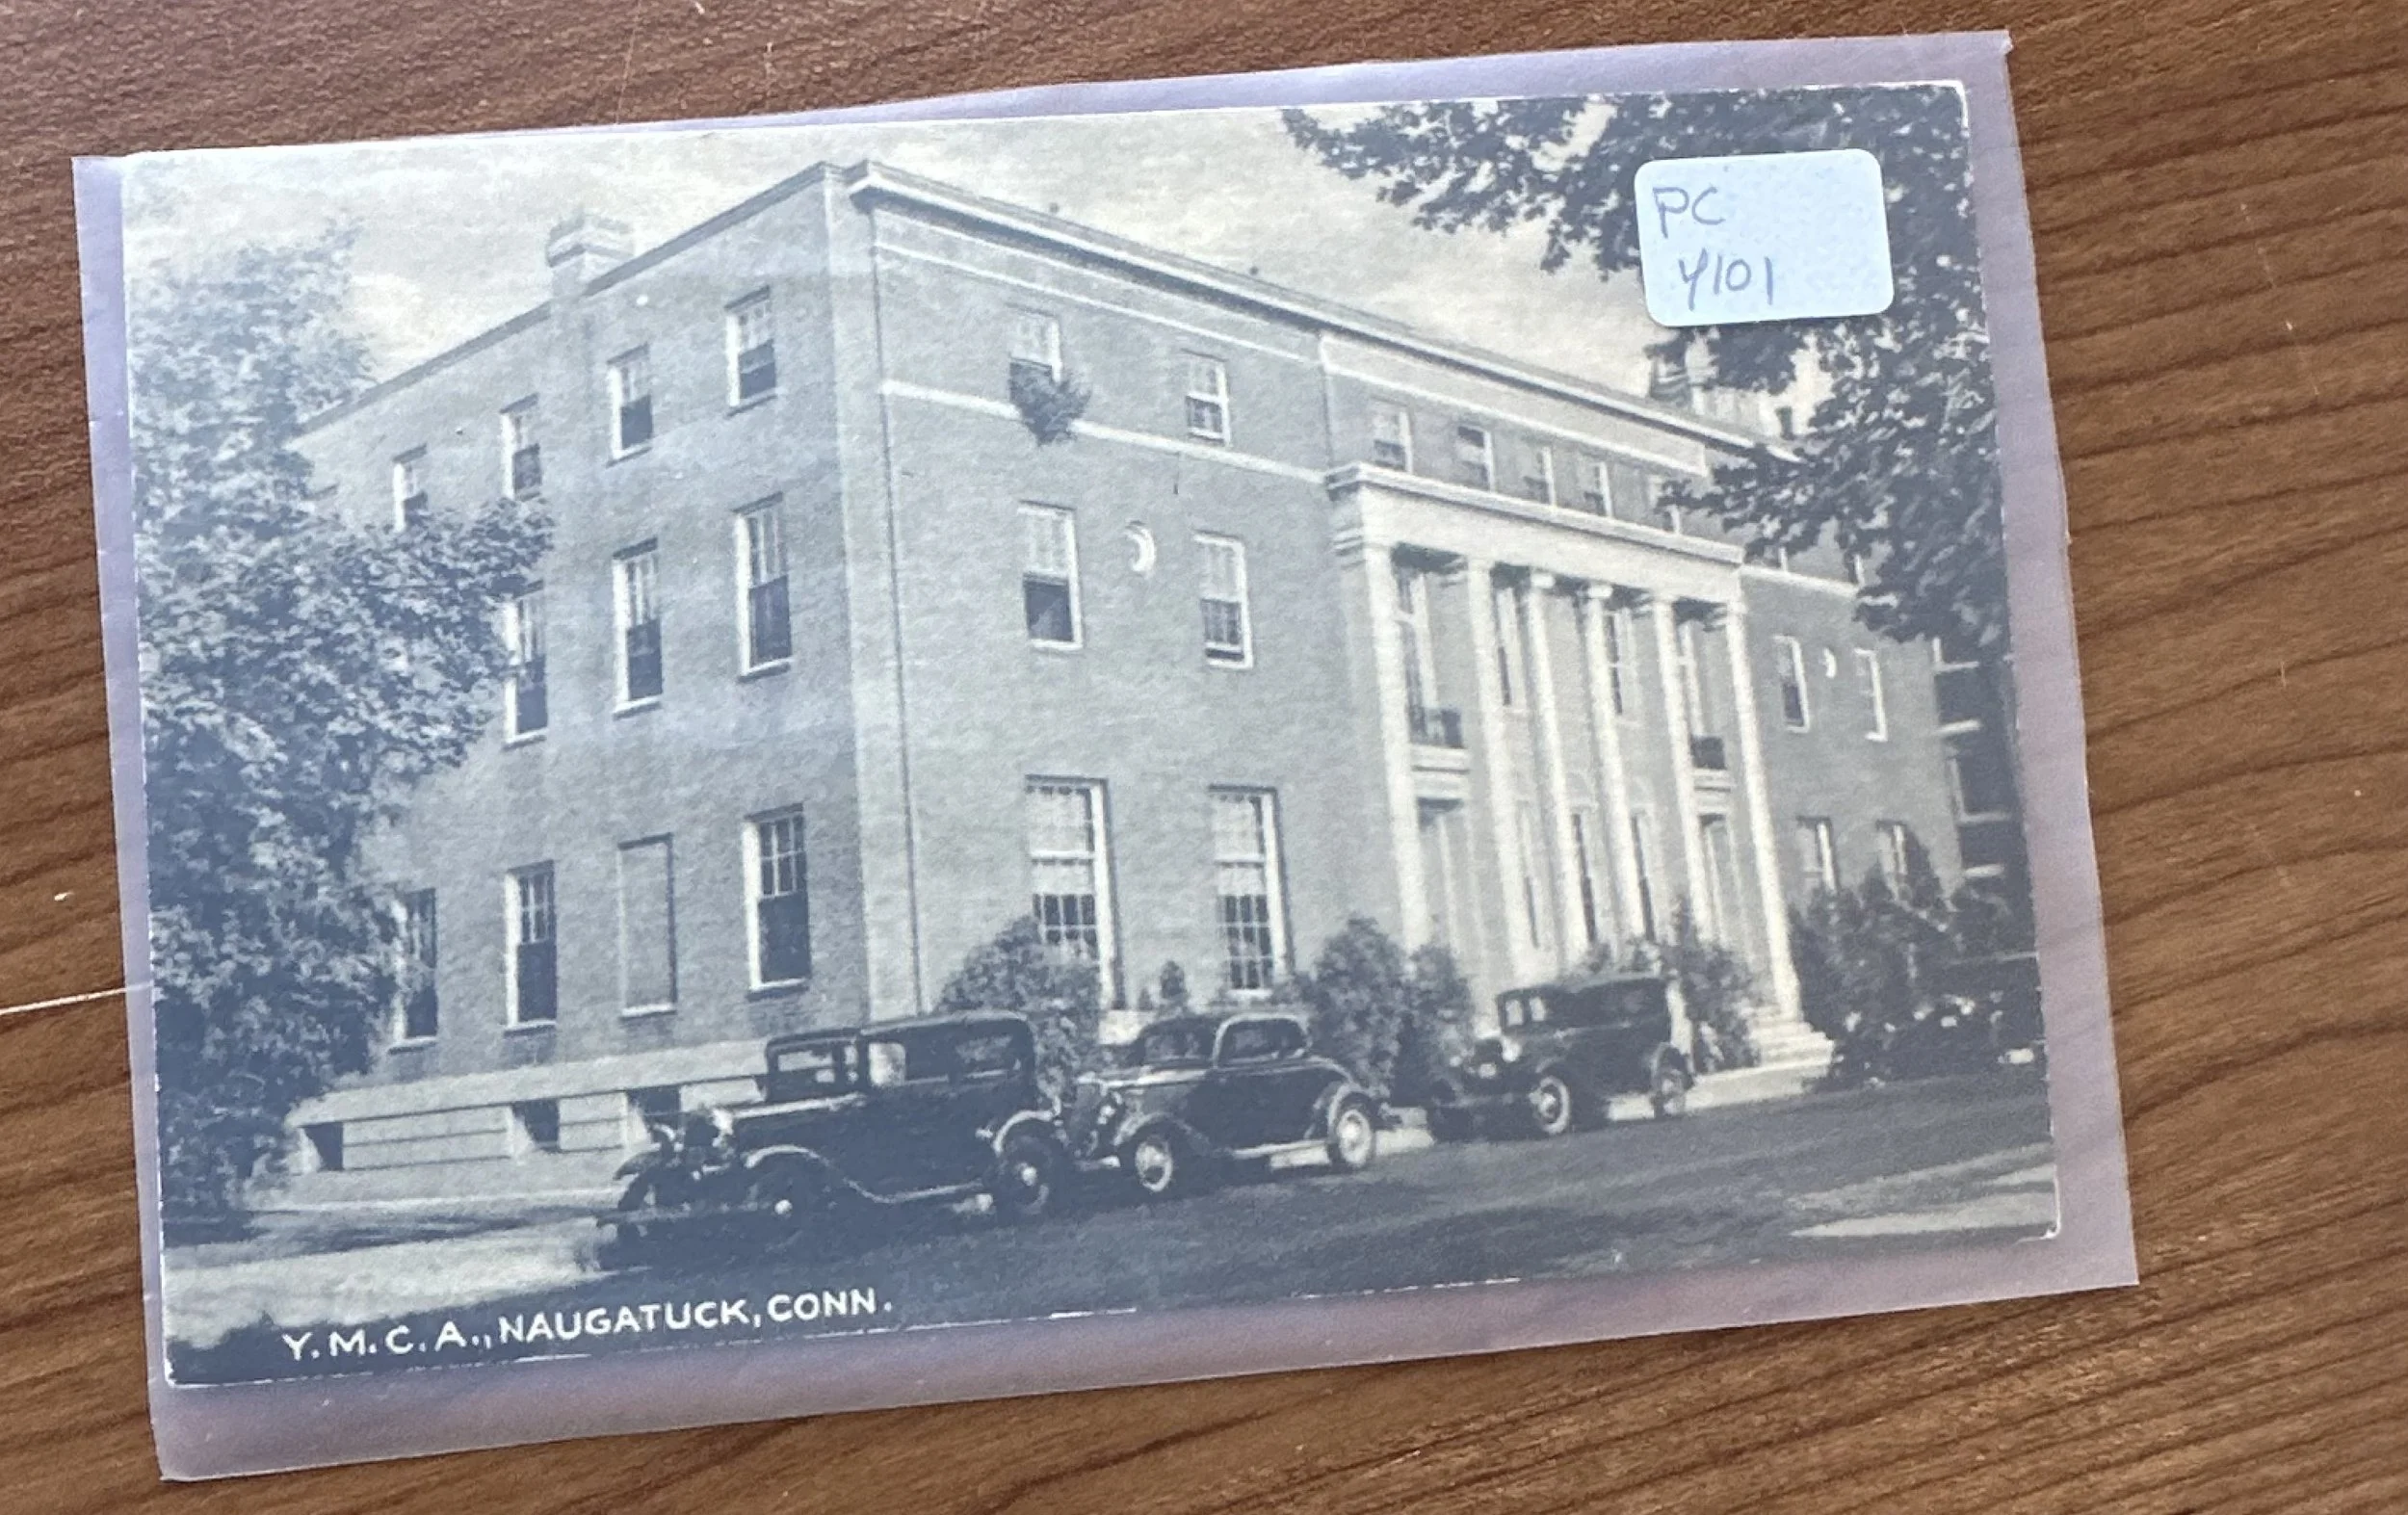 PC
Y101
Y. M. C. A., NAUGATUCK, CONN.